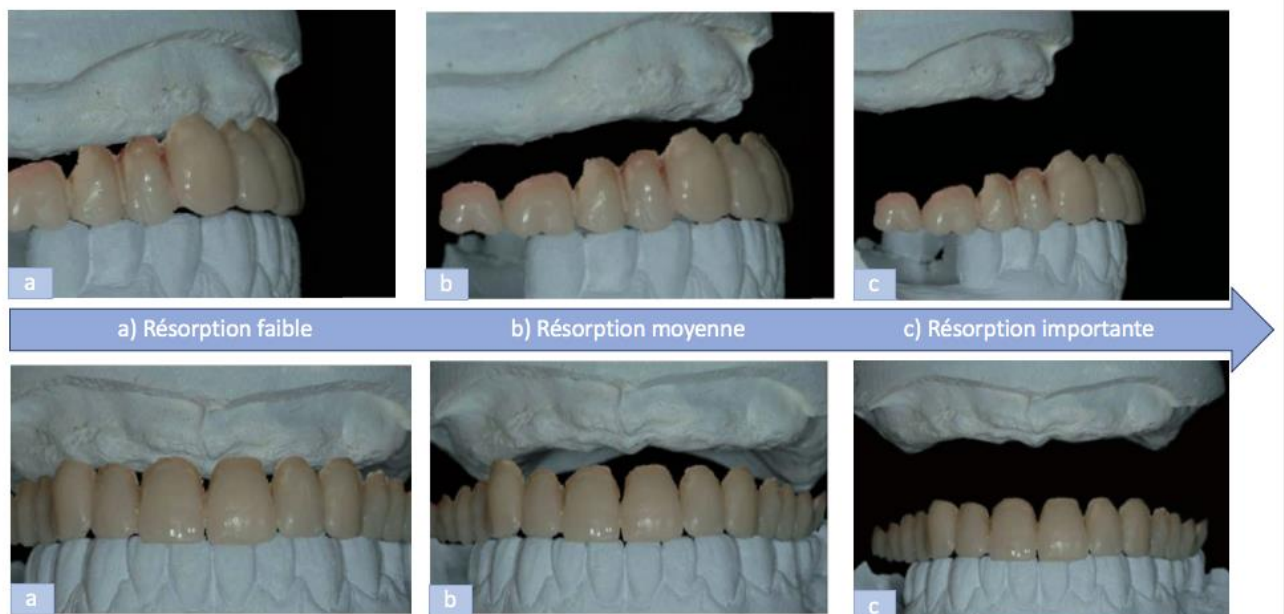 a
b
c
a) Résorption faible
b) Résorption moyenne
c) Résorption importante
a
b
c